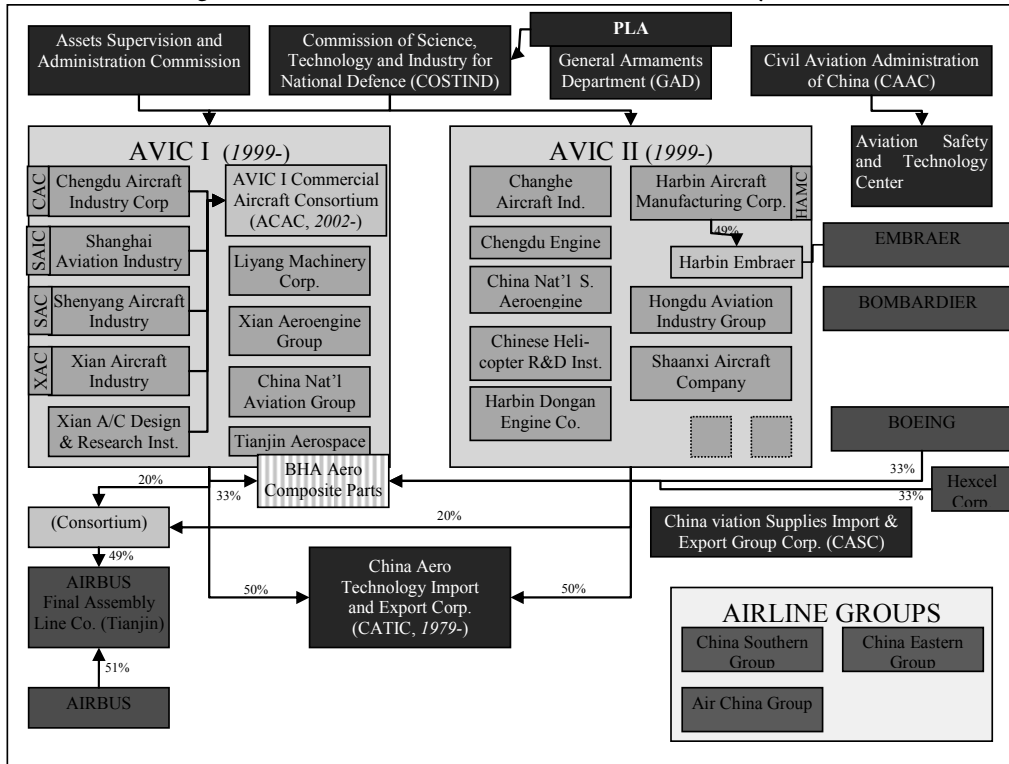 Assets Supervision and
Administration Commission
Commission of Science,
Technology and Industry for
National Defence (COSTIND)
PLA
General Armaments
Department (GAD)
Civil Aviation Administration
of China (CAAC)
Aviation Safety
and Technology
Center
AVIC I (1999-)
CAC
Chengdu Aircraft
Industry Corp
SAIC
Shanghai
Aviation Industry
SAC
Shenyang Aircraft
Industry
XAC
Xian Aircraft
Industry
Xian A/C Design
& Research Inst.
AVIC I Commercial
Aircraft Consortium
(ACAC, 2002-)
Liyang Machinery
Corp.
Xian Aeroengine
Group
China Nat'l
Aviation Group
Tianjin Aerospace
BHA Aero
Composite Parts
AVIC II (1999-)
Changhe
Aircraft Ind.
Chengdu Engine
China Nat'l S.
Aeroengine
Chinese Heli-
copter R&D Inst.
Harbin Dongan
Engine Co.
Harbin Aircraft
Manufacturing Corp.
HAMC
49%
Harbin Embraer
Hongdu Aviation
Industry Group
Shaanxi Aircraft
Company
EMBRAER
BOMBARDIER
BOEING
33%
Hexcel
Corp
33%
20%
33%
(Consortium)
20%
49%
AIRBUS
Final Assembly
Line Co. (Tianjin)
51%
AIRBUS
50%
China Aero
Technology Import
and Export Corp.
(CATIC, 1979-)
50%
China viation Supplies Import &
Export Group Corp. (CASC)
AIRLINE GROUPS
China Southern
Group
China Eastern
Group
Air China Group